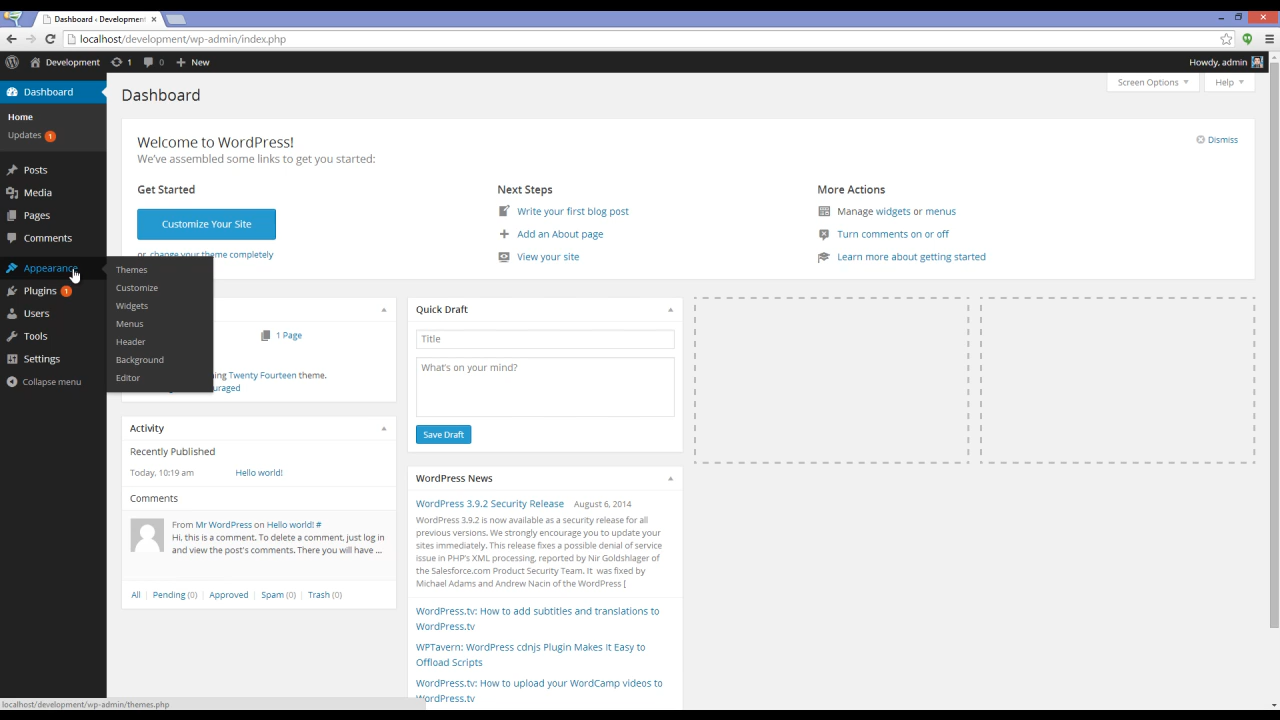 Dashboard ‹ Development
localhost/development/wp-admin/index.php
Development
1
0
New
Howdy, admin
Dashboard
Home
Updates 1
Posts
Media
Pages
Comments
Appearance
Plugins 1
Users
Tools
Settings
Collapse menu
Themes
Customize
Widgets
Menus
Header
Background
Editor
Screen Options
Help
Dashboard
Welcome to WordPress!
We've assembled some links to get you started:
Dismiss
Get Started
Customize Your Site
or, change your theme completely
Next Steps
Write your first blog post
Add an About page
View your site
More Actions
Manage widgets or menus
Turn comments on or off
Learn more about getting started
1 Page
Twenty Fourteen theme.
Activity
Recently Published
Today, 10:19 am Hello world!
Comments
From Mr WordPress on Hello world! #
Hi, this is a comment. To delete a comment, just log in
and view the post's comments. There you will have ...
All | Pending (0) | Approved | Spam (0) | Trash (0)
Quick Draft
Title
What's on your mind?
Save Draft
WordPress News
WordPress 3.9.2 Security Release August 6, 2014
WordPress 3.9.2 is now available as a security release for all
previous versions. We strongly encourage you to update your
sites immediately. This release fixes a possible denial of service
issue in PHP's XML processing, reported by Nir Goldshlager of
the Salesforce.com Product Security Team. It was fixed by
Michael Adams and Andrew Nacin of the WordPress [
WordPress.tv: How to add subtitles and translations to
WordPress.tv
WPTavern: WordPress cdnjs Plugin Makes It Easy to
Offload Scripts
WordPress.tv: How to upload your WordCamp videos to
WordPress.tv
localhost/development/wp-admin/themes.php